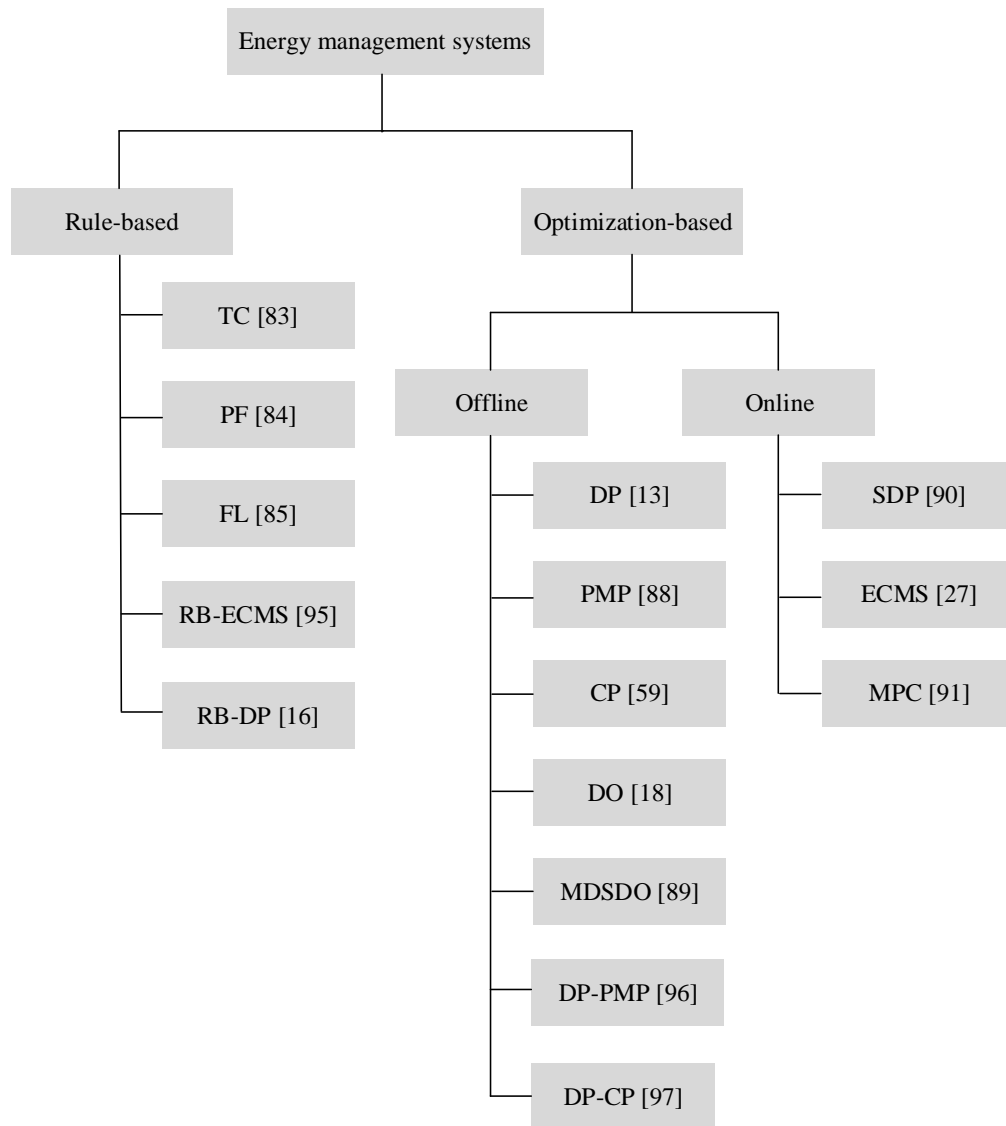 Energy management systems
Rule-based
Optimization-based
TC [83]
PF [84]
FL [85]
RB-ECMS [95]
RB-DP [16]
Offline
Online
DP [13]
PMP [88]
CP [59]
DO [18]
MDSDO [89]
DP-PMP [96]
DP-CP [97]
SDP [90]
ECMS [27]
MPC [91]